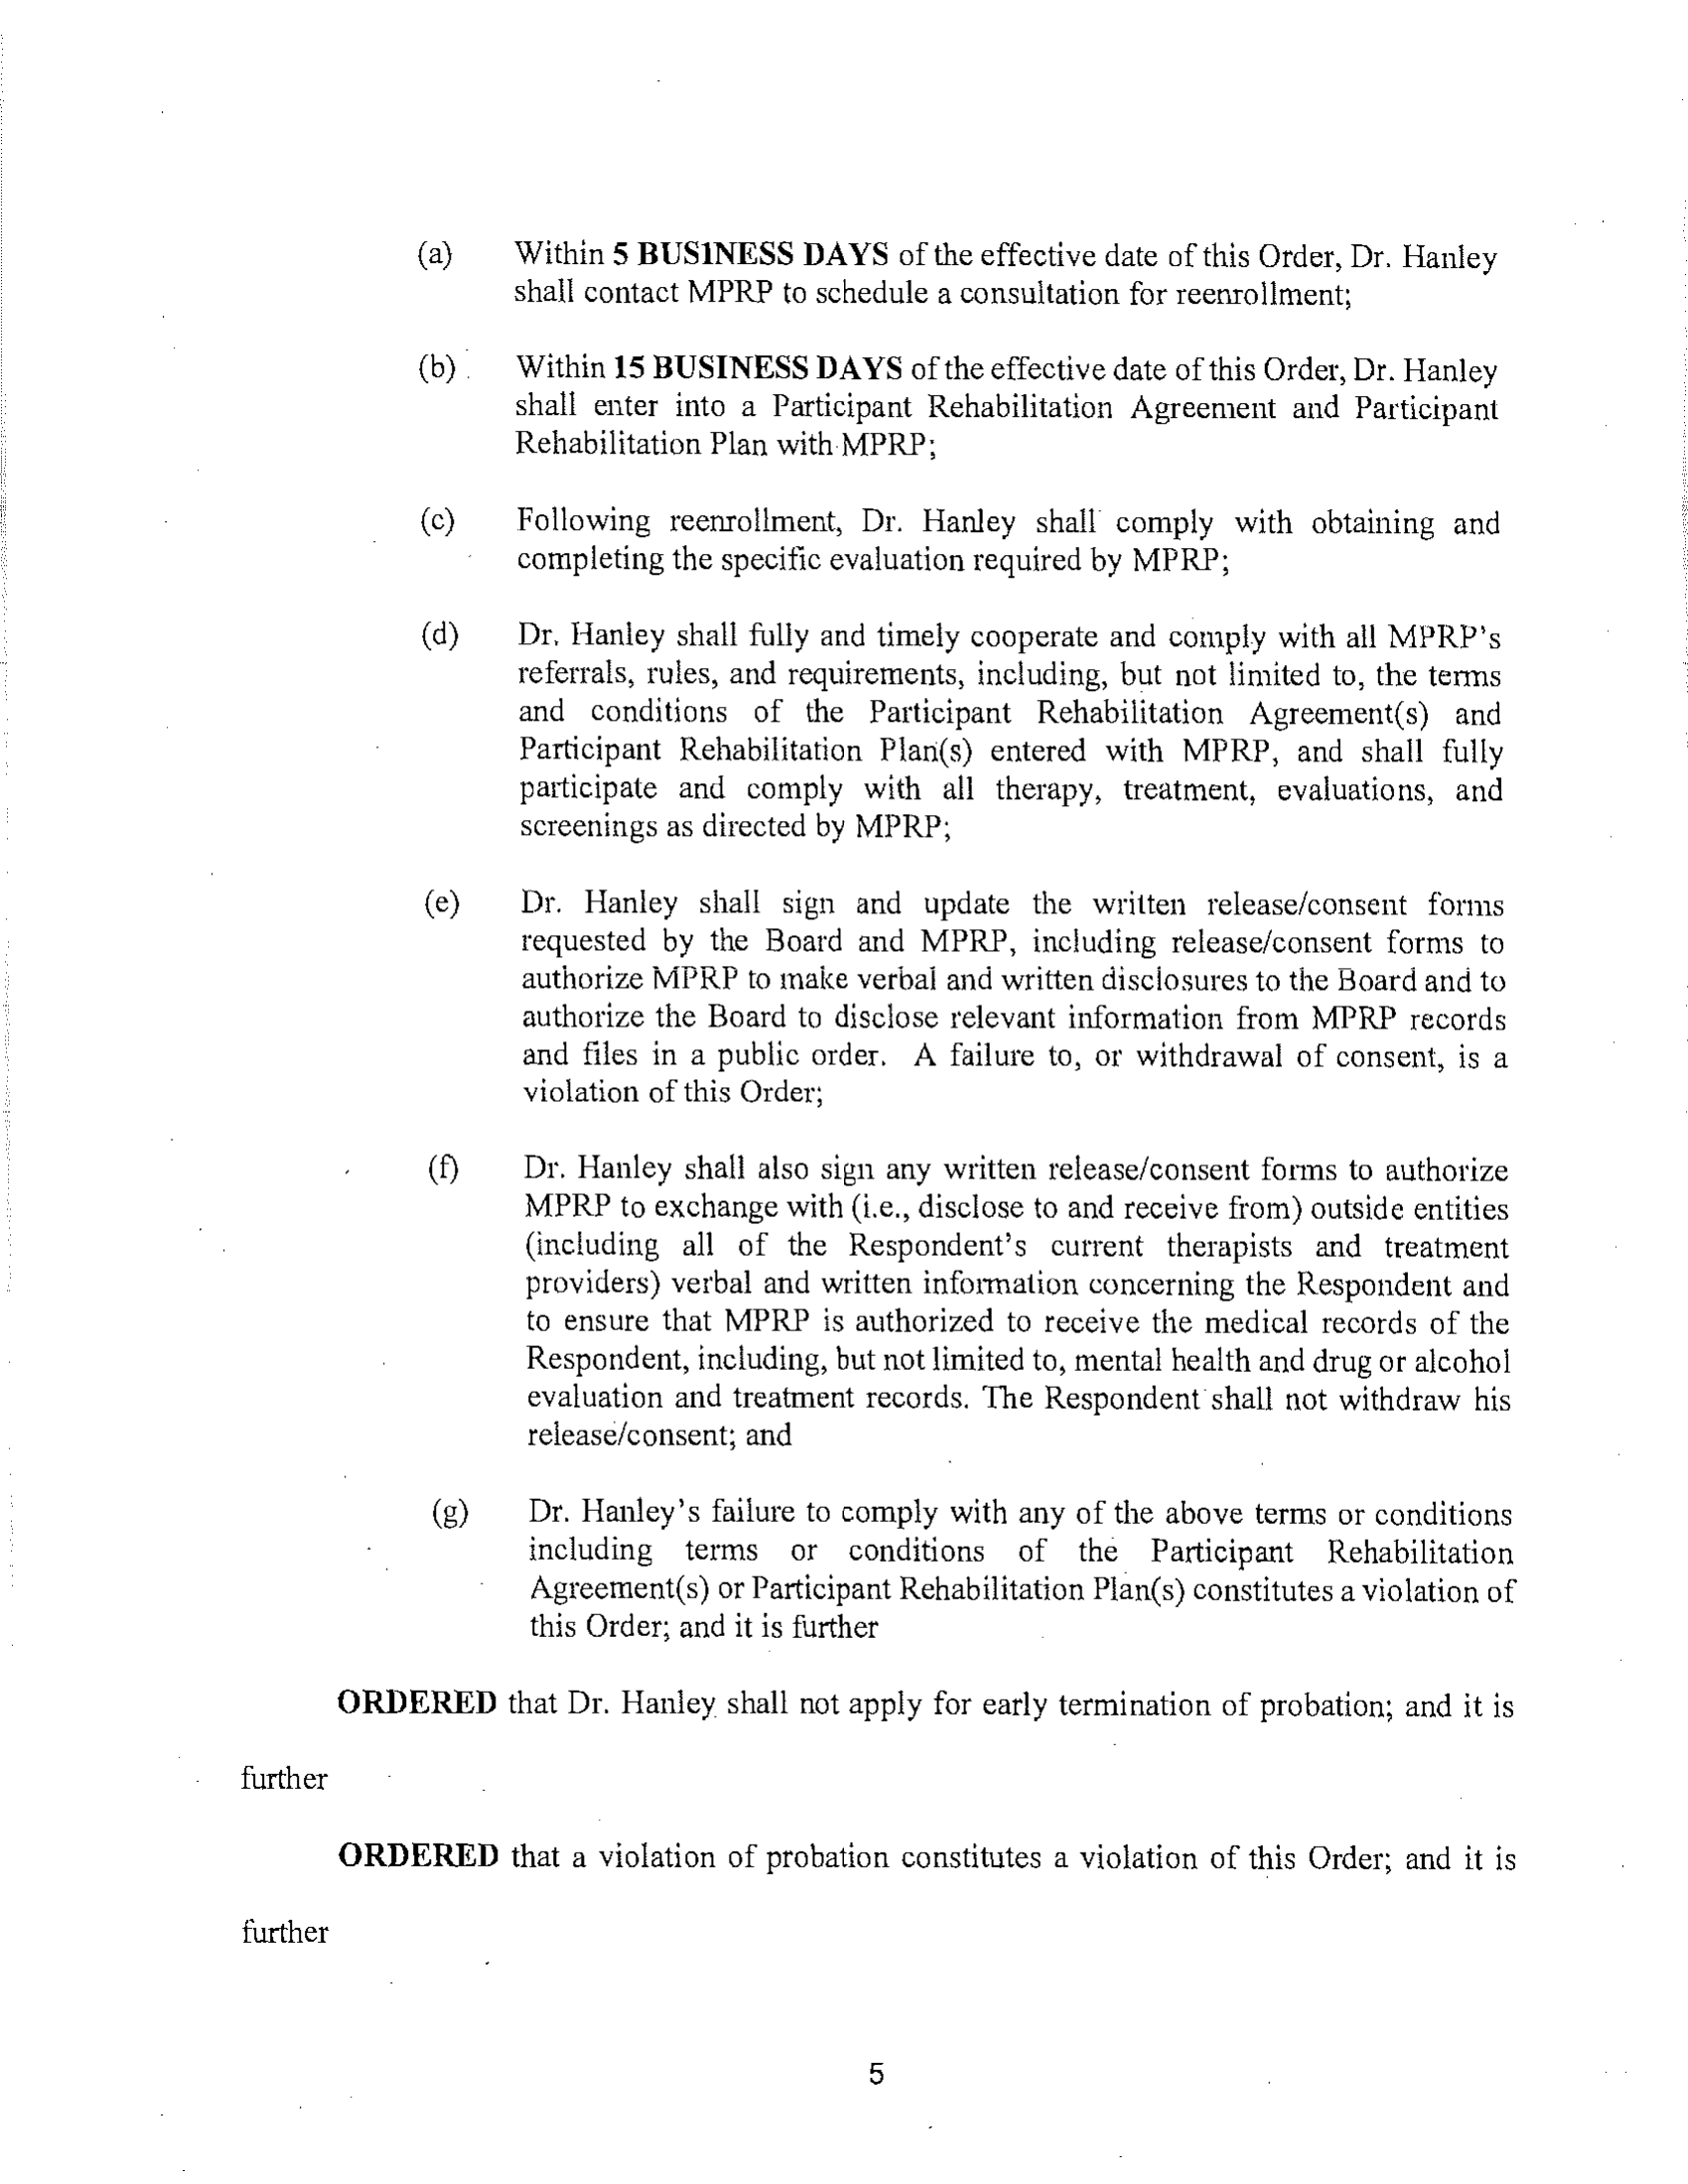 (a) Within 5 BUSINESS DAYS of the effective date of this Order, Dr. Hanley
shall contact MPRP to schedule a consultation for reenrollment;
(b) Within 15 BUSINESS DAYS of the effective date of this Order, Dr. Hanley
shall enter into a Participant Rehabilitation Agreement and Participant
Rehabilitation Plan with MPRP;
(c) Following reenrollment, Dr. Hanley shall comply with obtaining and
completing the specific evaluation required by MPRP;
(d) Dr. Hanley shall fully and timely cooperate and comply with all MPRP's
referrals, rules, and requirements, including, but not limited to, the terms
and conditions of the Participant Rehabilitation Agreement(s) and
Participant Rehabilitation Plan(s) entered with MPRP, and shall fully
participate and comply with all therapy, treatment, evaluations, and
screenings as directed by MPRP;
(e) Dr. Hanley shall sign and update the written release/consent forms
requested by the Board and MPRP, including release/consent forms to
authorize MPRP to make verbal and written disclosures to the Board and to
authorize the Board to disclose relevant information from MPRP records
and files in a public order. A failure to, or withdrawal of consent, is a
violation of this Order;
(f) Dr. Hanley shall also sign any written release/consent forms to authorize
MPRP to exchange with (i.e., disclose to and receive from) outside entities
(including all of the Respondent's current therapists and treatment
providers) verbal and written information concerning the Respondent and
to ensure that MPRP is authorized to receive the medical records of the
Respondent, including, but not limited to, mental health and drug or alcohol
evaluation and treatment records. The Respondent shall not withdraw his
release/consent; and
(g) Dr. Hanley's failure to comply with any of the above terms or conditions
including terms or conditions of the Participant Rehabilitation
Agreement(s) or Participant Rehabilitation Plan(s) constitutes a violation of
this Order; and it is further
ORDERED that Dr. Hanley shall not apply for early termination of probation; and it is
further
ORDERED that a violation of probation constitutes a violation of this Order; and it is
further
5